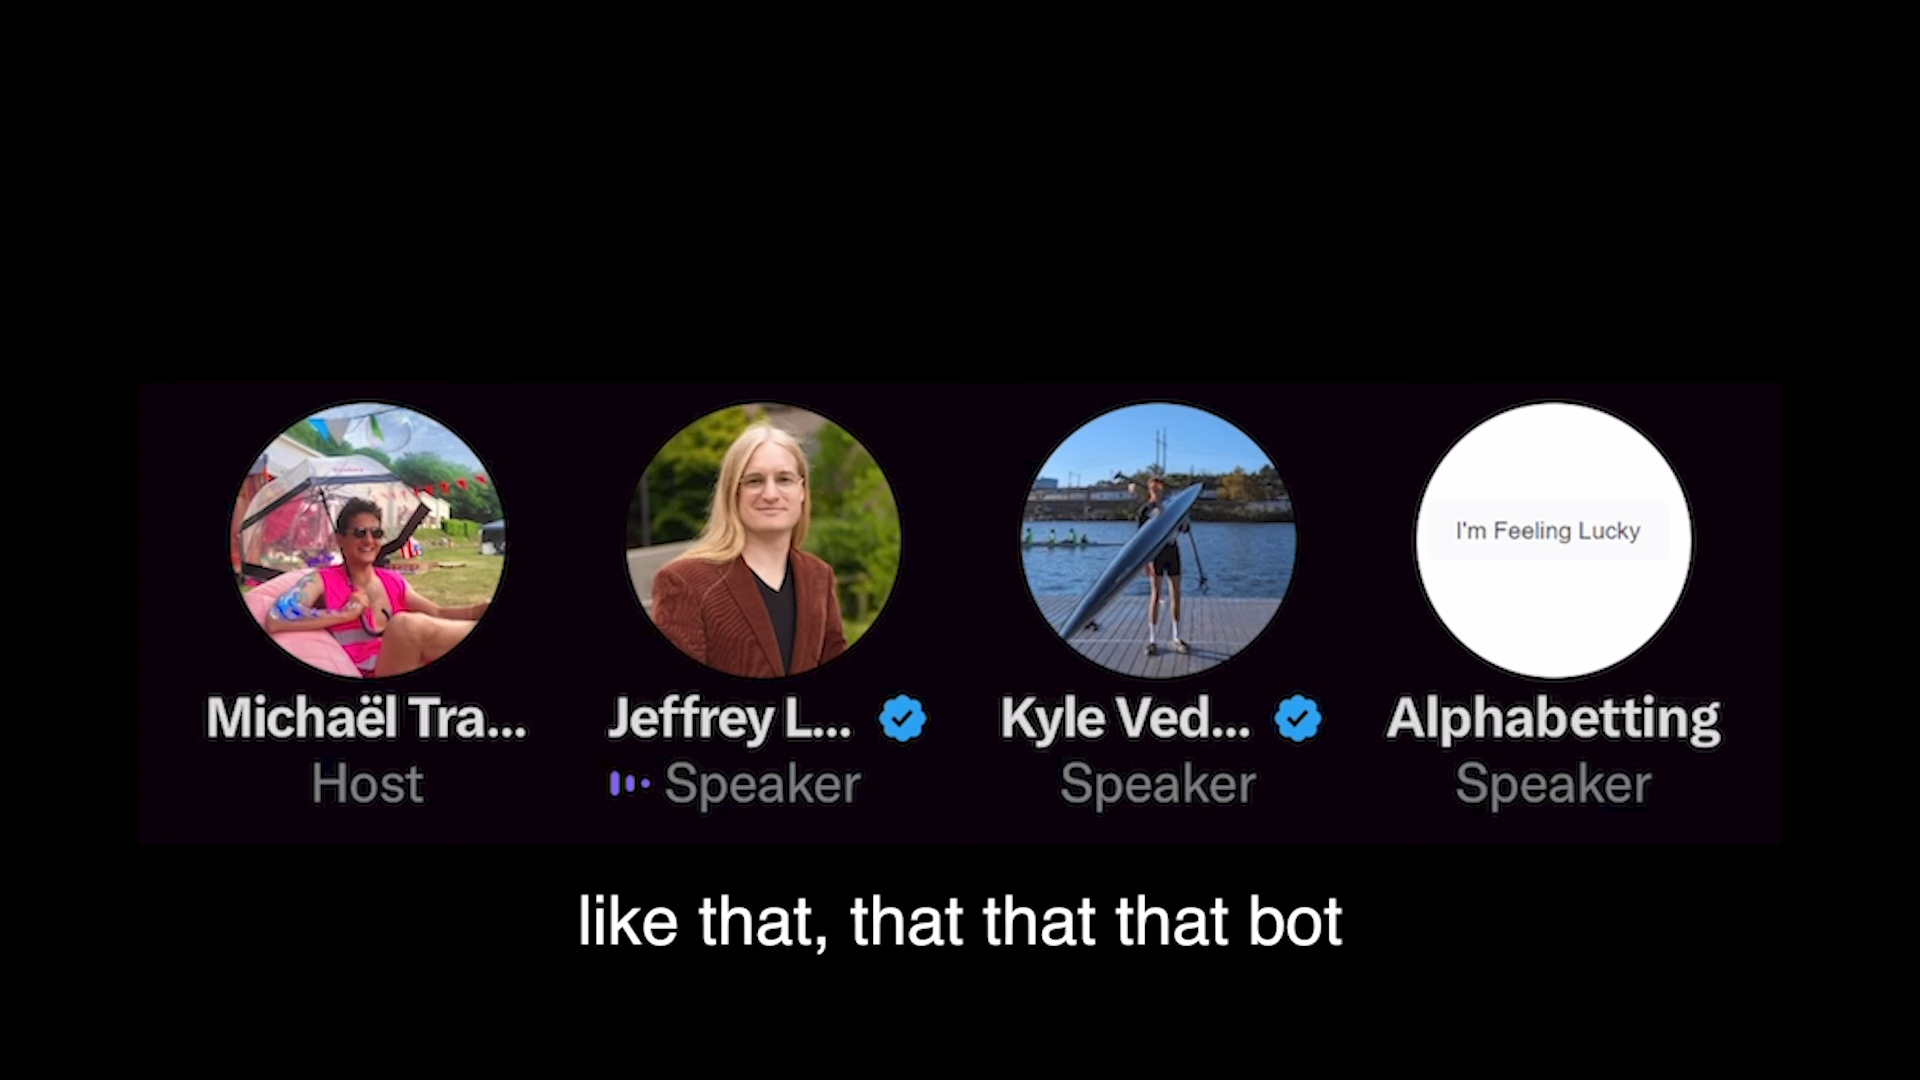 I'm Feeling Lucky
Michaël Tra... Jeffrey L... Kyle Ved... Alphabetting
Host Speaker Speaker Speaker
like that, that that that bot